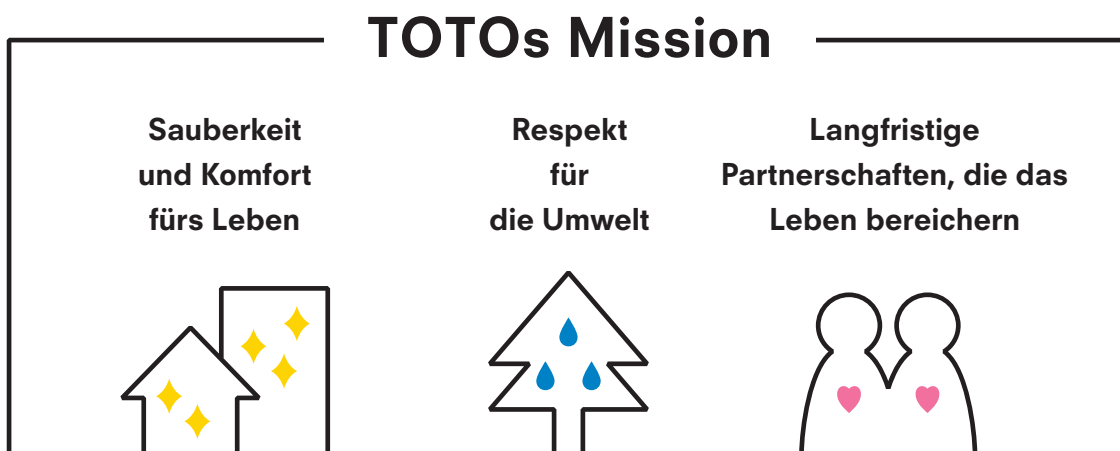 TOTOs Mission
Sauberkeit
und Komfort
fürs Leben
Respekt
für
die Umwelt
Langfristige
Partnerschaften, die das
Leben bereichern